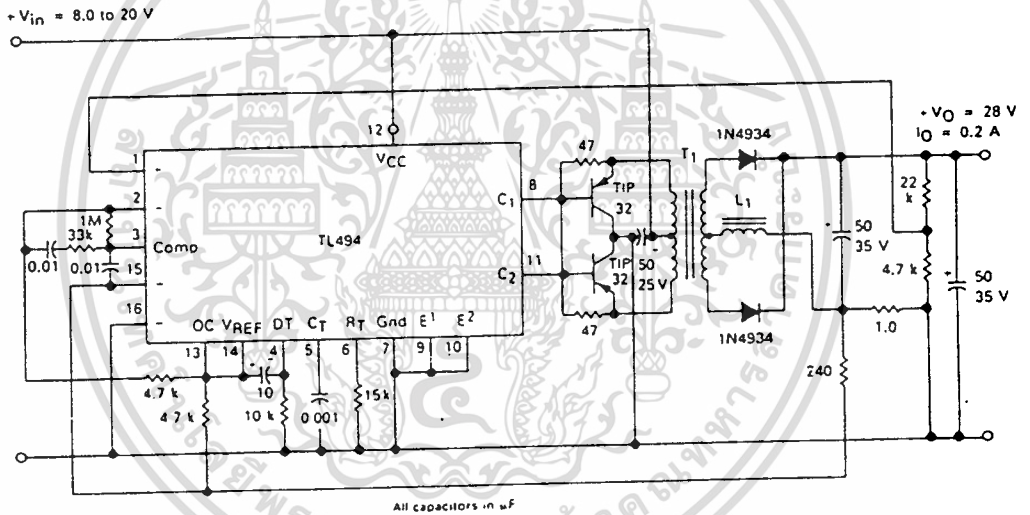 + Vin = 8.0 to 20 V
+ VO = 28 V
IO = 0.2 A
12
VCC
1N4934
T1
47
1
+
8
C1
TIP
32
L1
22
k
2
-
1M
33k
3
Comp
TL494
50
35 V
0.01
0.01
15
-
11
C2
TIP
32
50
25 V
4.7 k
+
50
35 V
16
-
OC
VREF
DT
CT
RT
Gnd
E1
E2
47
1N4934
1.0
13
14
4
5
6
7
9
10
+
-
240
4.7 k
10
4.7 k
10 k
0.001
15k
All capacitors in µF